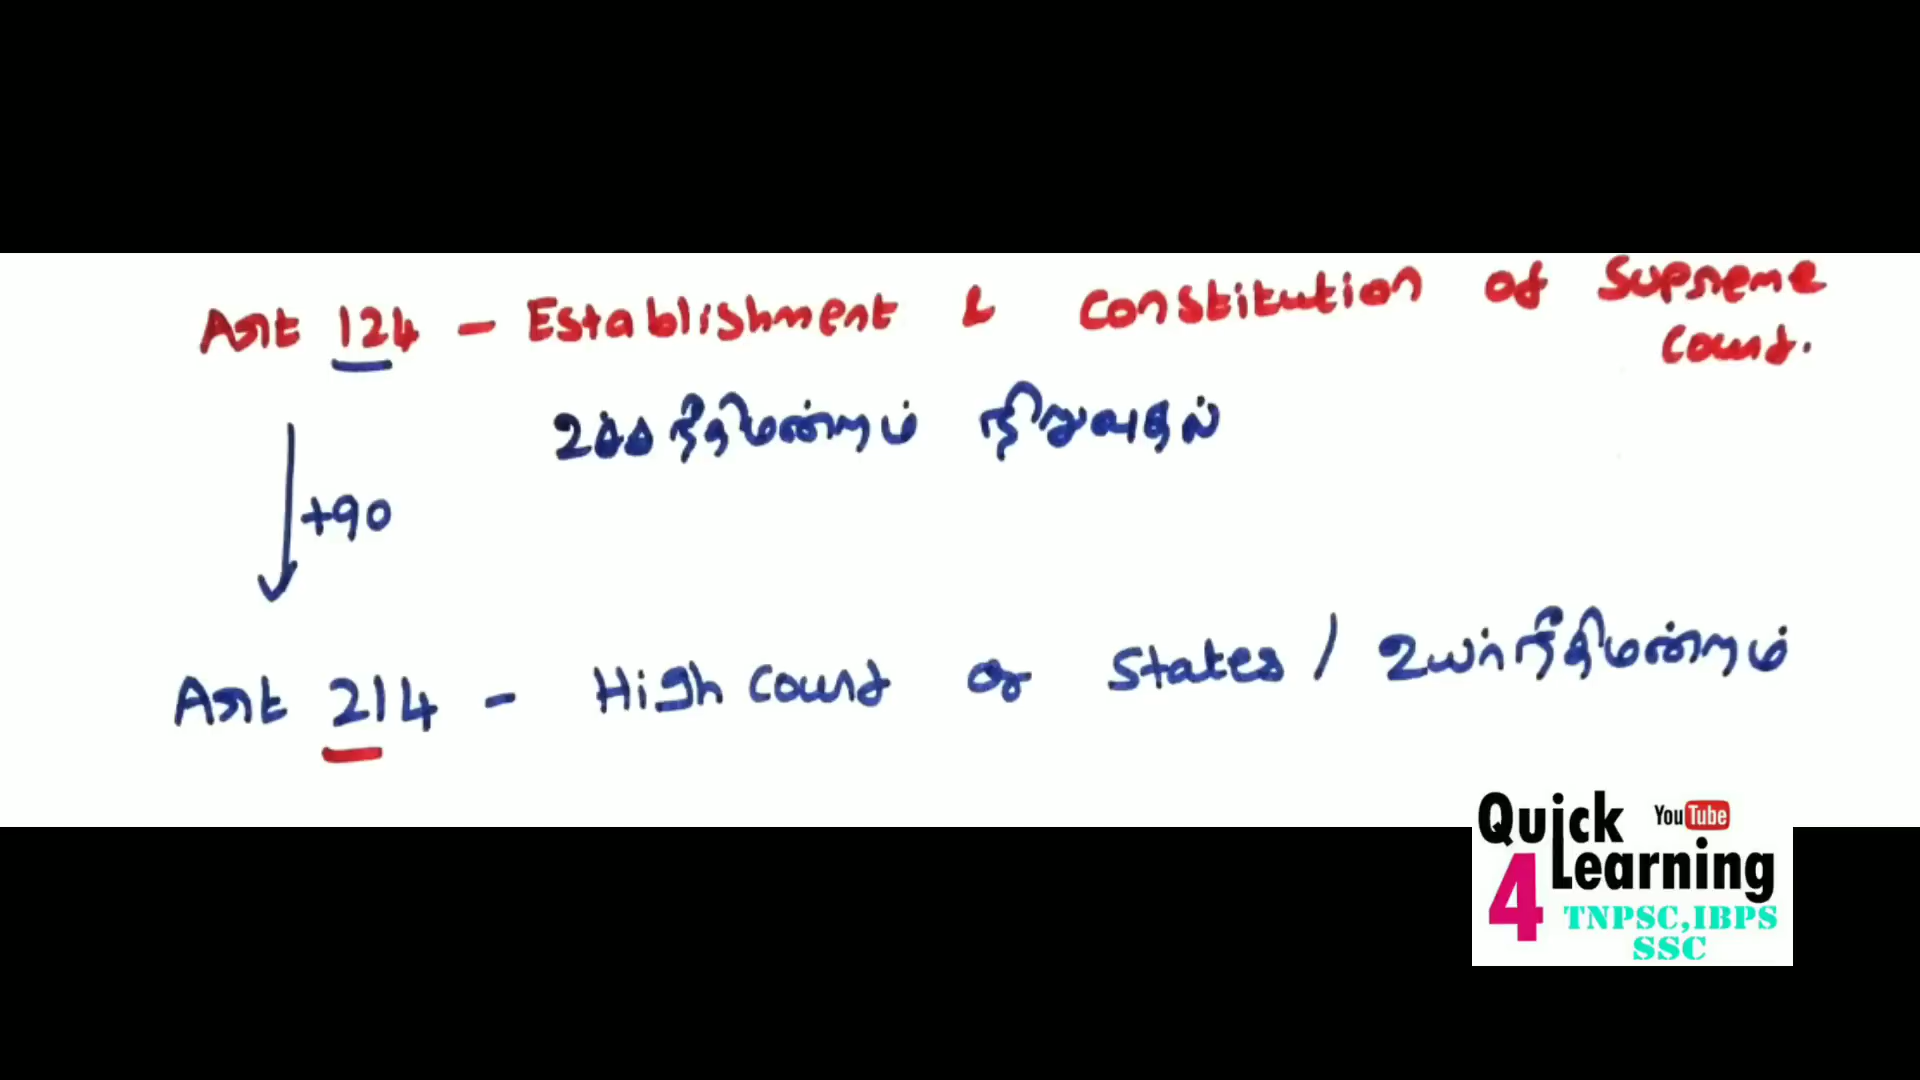 Art 124 - Establishment & Constitution of Supreme
Court.
உச்சநீதிமன்றம் நிறுவுதல்
+90
Art 214 - High Court of States / உயர்நீதிமன்றம்
Quick YouTube
4 Learning
TNPSC,IBPS
SSC